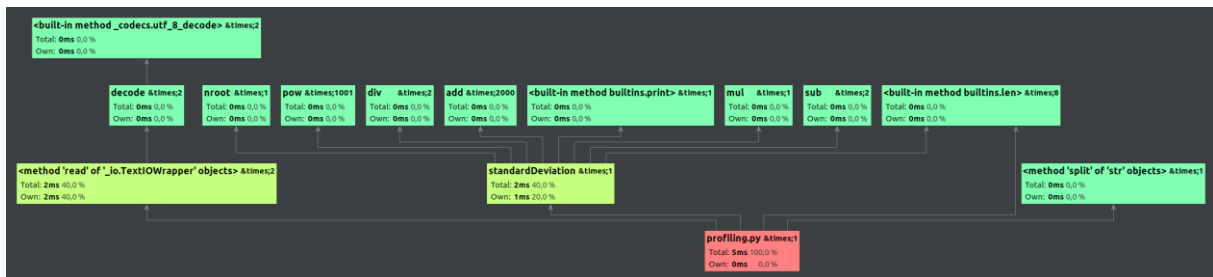 <built-in method _codecs.utf_8_decode> &times;2
Total: 0ms 0,0 %
Own: 0ms 0,0 %
decode &times;2
Total: 0ms 0,0 %
Own: 0ms 0,0 %
nroot &times;1
Total: 0ms 0,0 %
Own: 0ms 0,0 %
pow &times;1001
Total: 0ms 0,0 %
Own: 0ms 0,0 %
div &times;2
Total: 0ms 0,0 %
Own: 0ms 0,0 %
add &times;2000
Total: 0ms 0,0 %
Own: 0ms 0,0 %
<built-in method builtins.print> &times;1
Total: 0ms 0,0 %
Own: 0ms 0,0 %
mul &times;1
Total: 0ms 0,0 %
Own: 0ms 0,0 %
sub &times;2
Total: 0ms 0,0 %
Own: 0ms 0,0 %
<built-in method builtins.len> &times;8
Total: 0ms 0,0 %
Own: 0ms 0,0 %
<method 'read' of '_io.TextIOWrapper' objects> &times;2
Total: 2ms 40,0 %
Own: 2ms 40,0 %
standardDeviation &times;1
Total: 2ms 40,0 %
Own: 1ms 20,0 %
<method 'split' of 'str' objects> &times;1
Total: 0ms 0,0 %
Own: 0ms 0,0 %
profiling.py &times;1
Total: 5ms 100,0 %
Own: 0ms 0,0 %